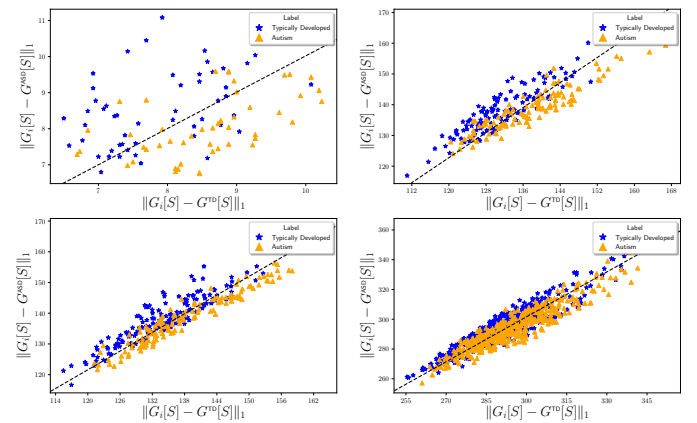 11
10
9
8
7
7
8
9
10
‖G_i[S] − G^ASD[S]‖_1
‖G_i[S] − G^TD[S]‖_1
Label
Typically Developed
Autism
160
150
140
130
120
112
120
128
136
144
152
160
168
‖G_i[S] − G^ASD[S]‖_1
‖G_i[S] − G^TD[S]‖_1
Label
Typically Developed
Autism
170
160
150
140
130
120
114
120
126
132
138
144
150
156
162
‖G_i[S] − G^ASD[S]‖_1
‖G_i[S] − G^TD[S]‖_1
Label
Typically Developed
Autism
360
340
320
300
280
260
255
270
285
300
315
330
345
‖G_i[S] − G^ASD[S]‖_1
‖G_i[S] − G^TD[S]‖_1
Label
Typically Developed
Autism